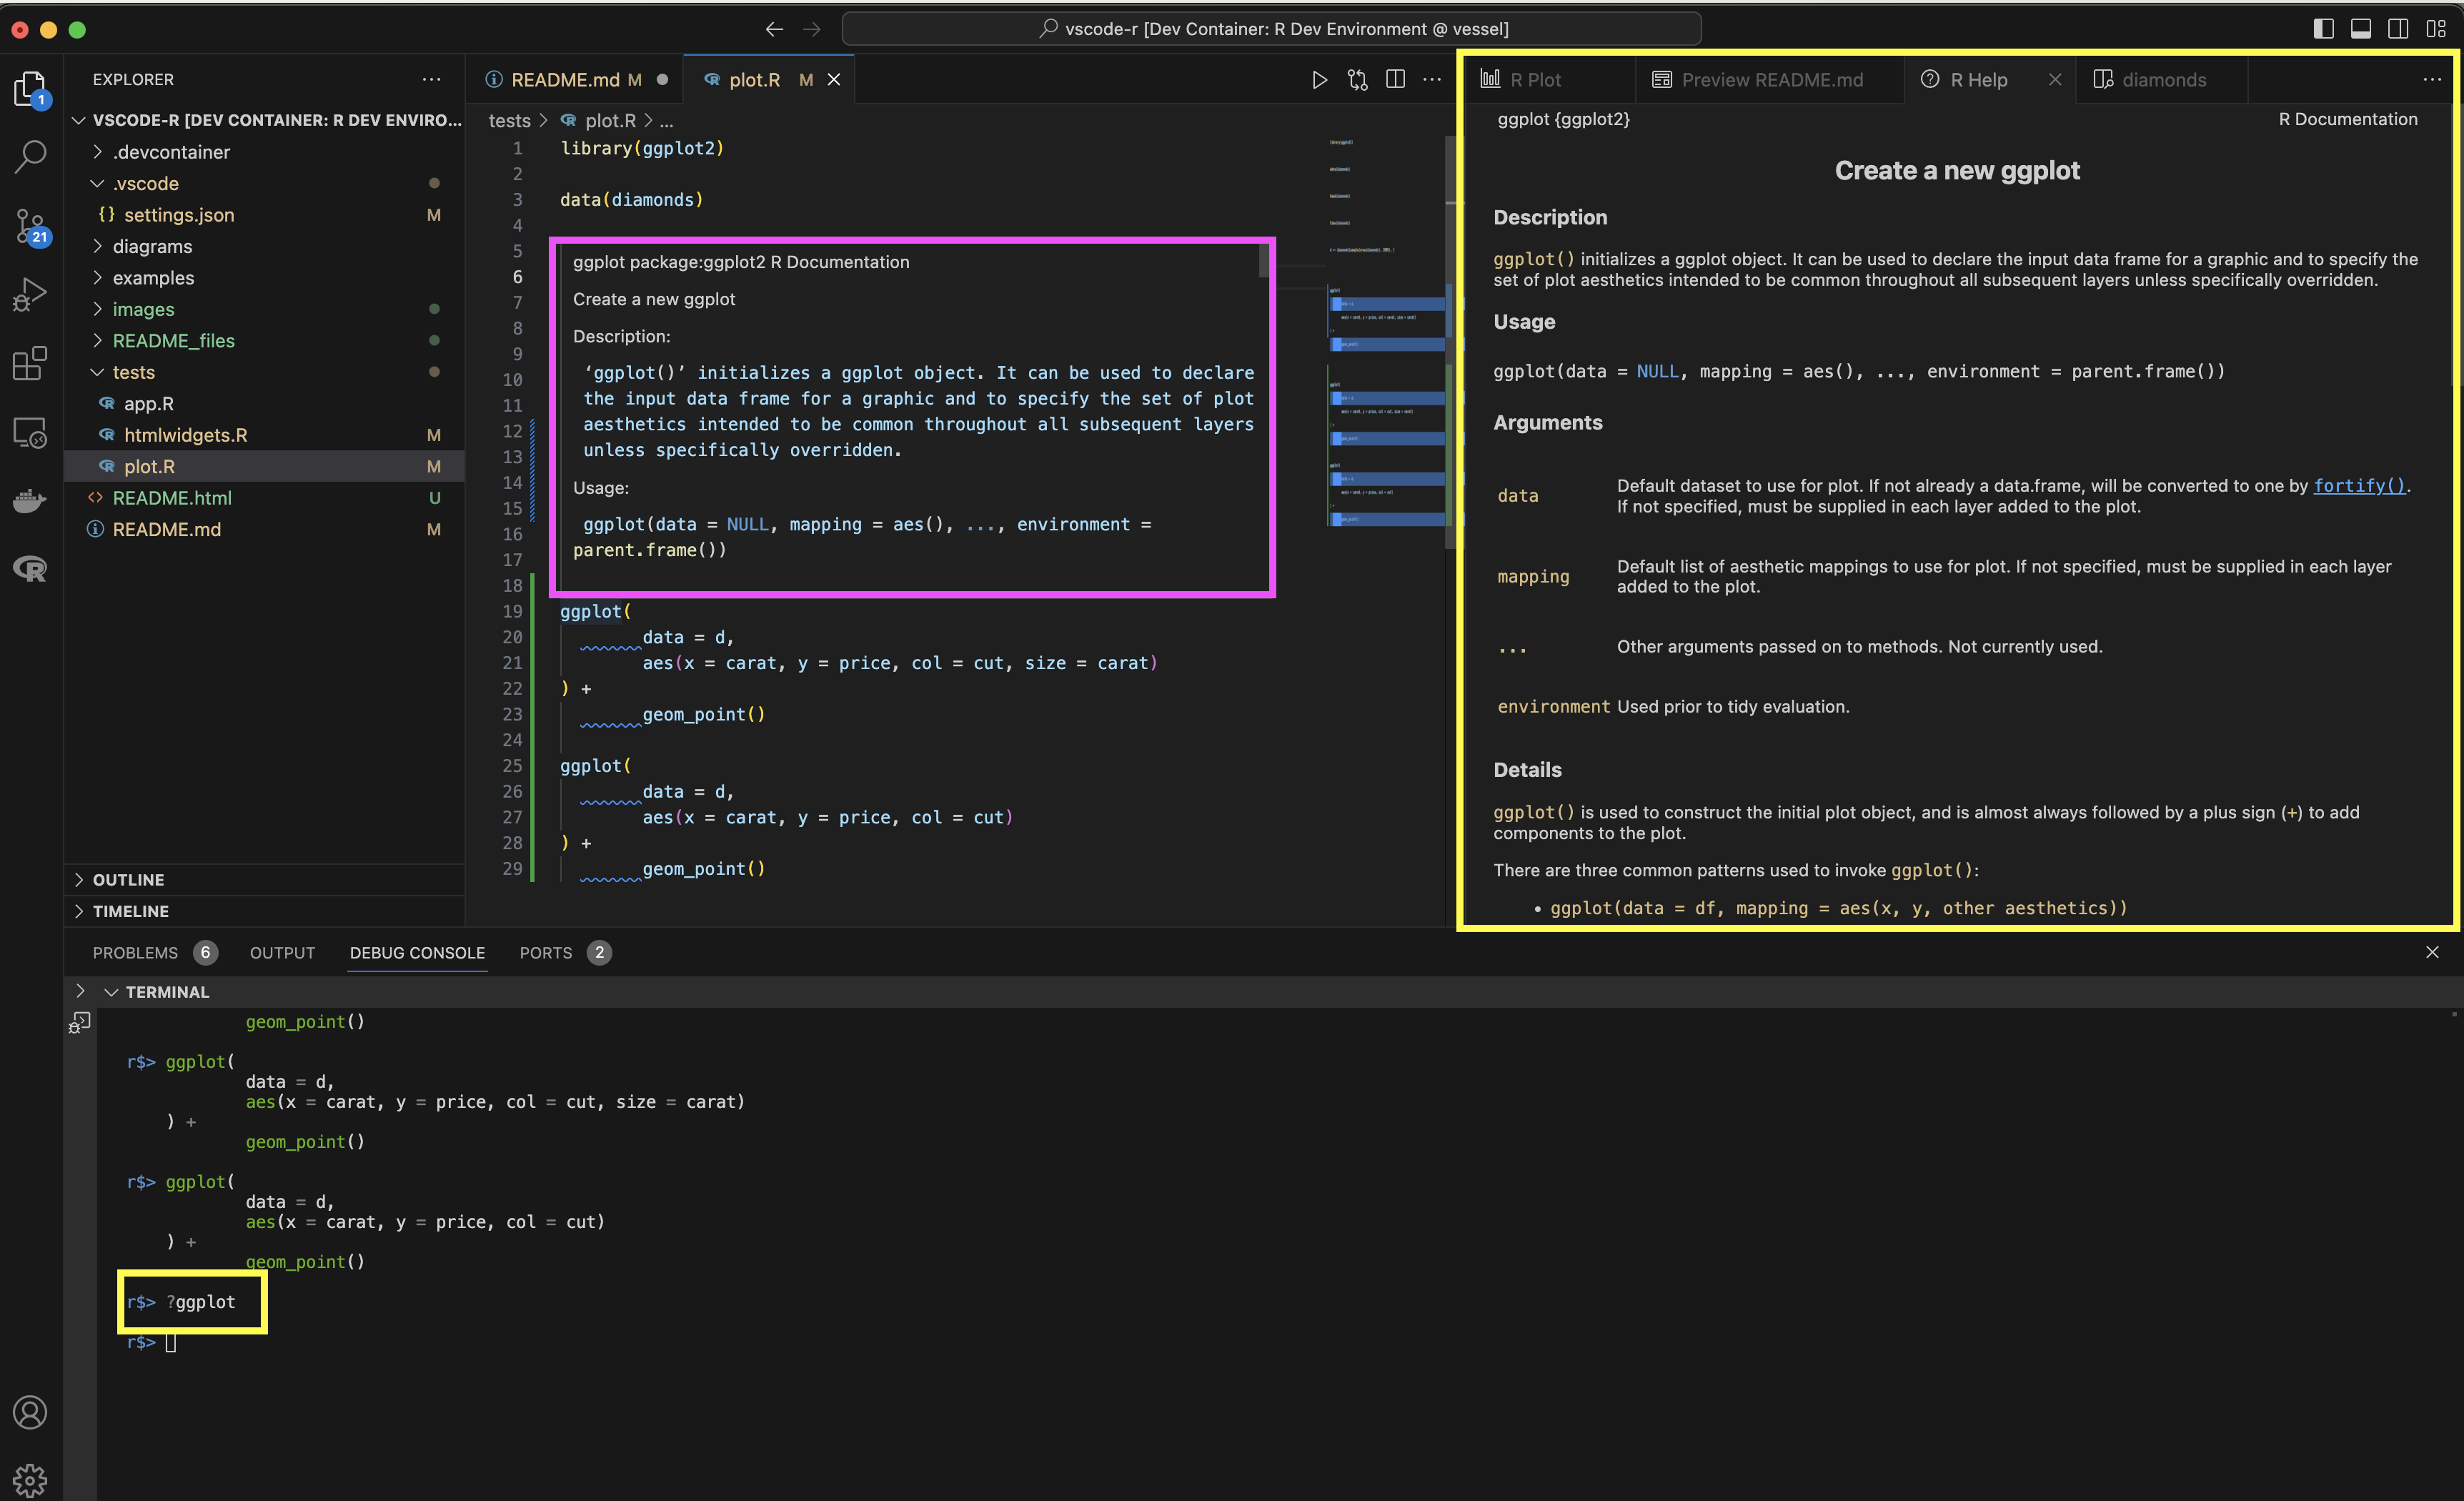 vscode-r [Dev Container: R Dev Environment @ vessel]
EXPLORER
1
21
VSCODE-R [DEV CONTAINER: R DEV ENVIRO...
.devcontainer
.vscode
{} settings.json M
diagrams
examples
images
README_files
tests
app.R
htmlwidgets.R M
plot.R M
README.html U
README.md M
OUTLINE
TIMELINE
README.md M
plot.R M
tests > plot.R > ...
1 library(ggplot2)
2
3 data(diamonds)
4
5
6
7
8
9
10
11
12
13
14
15
16
17
18
ggplot package:ggplot2 R Documentation
Create a new ggplot
Description:
‘ggplot()’ initializes a ggplot object. It can be used to declare
the input data frame for a graphic and to specify the set of plot
aesthetics intended to be common throughout all subsequent layers
unless specifically overridden.
Usage:
ggplot(data = NULL, mapping = aes(), ..., environment =
parent.frame())
19 ggplot(
20 data = d,
21 aes(x = carat, y = price, col = cut, size = carat)
22 ) +
23 geom_point()
24
25 ggplot(
26 data = d,
27 aes(x = carat, y = price, col = cut)
28 ) +
29 geom_point()
R Plot
Preview README.md
R Help
diamonds
ggplot {ggplot2} R Documentation
Create a new ggplot
Description
ggplot() initializes a ggplot object. It can be used to declare the input data frame for a graphic and to specify the
set of plot aesthetics intended to be common throughout all subsequent layers unless specifically overridden.
Usage
ggplot(data = NULL, mapping = aes(), ..., environment = parent.frame())
Arguments
data Default dataset to use for plot. If not already a data.frame, will be converted to one by fortify().
If not specified, must be supplied in each layer added to the plot.
mapping Default list of aesthetic mappings to use for plot. If not specified, must be supplied in each layer
added to the plot.
... Other arguments passed on to methods. Not currently used.
environment Used prior to tidy evaluation.
Details
ggplot() is used to construct the initial plot object, and is almost always followed by a plus sign (+) to add
components to the plot.
There are three common patterns used to invoke ggplot():
• ggplot(data = df, mapping = aes(x, y, other aesthetics))
PROBLEMS 6 OUTPUT DEBUG CONSOLE PORTS 2
TERMINAL
geom_point()
r$> ggplot(
data = d,
aes(x = carat, y = price, col = cut, size = carat)
) +
geom_point()
r$> ggplot(
data = d,
aes(x = carat, y = price, col = cut)
) +
geom_point()
r$> ?ggplot
r$>